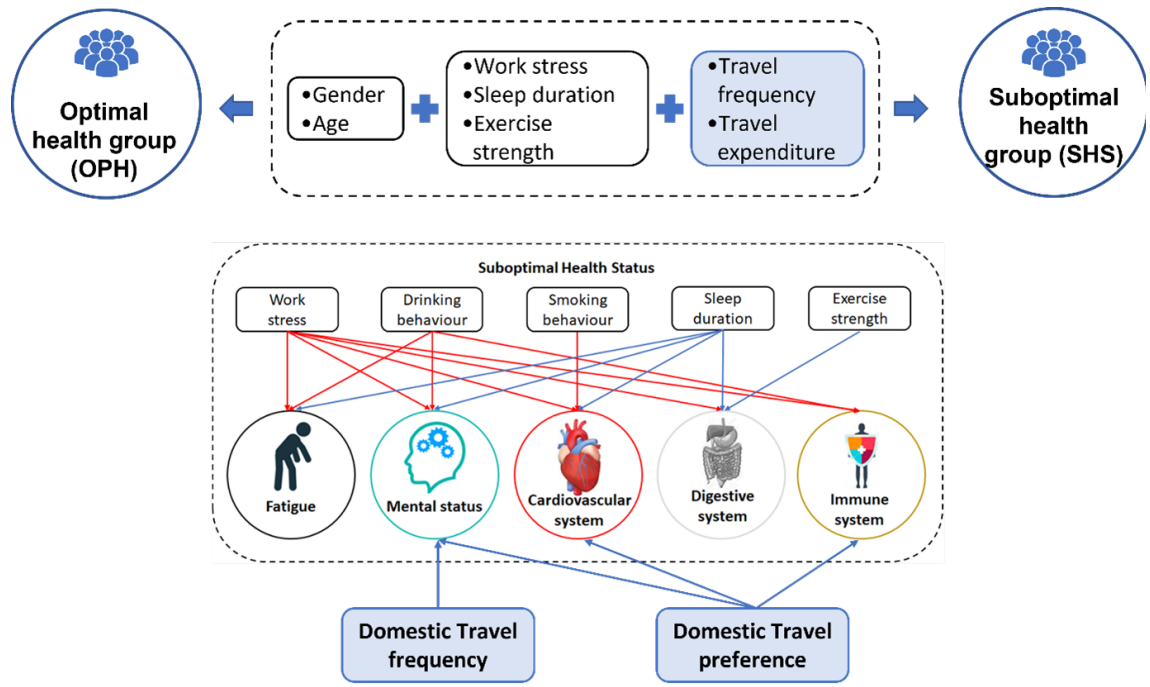 Optimal
health group
(OPH)
•Gender
•Age
•Work stress
•Sleep duration
•Exercise
strength
•Travel
frequency
•Travel
expenditure
Suboptimal
health
group (SHS)
Suboptimal Health Status
Work
stress
Drinking
behaviour
Smoking
behaviour
Sleep
duration
Exercise
strength
Fatigue
Mental status
Cardiovascular
system
Digestive
system
Immune
system
Domestic Travel
frequency
Domestic Travel
preference